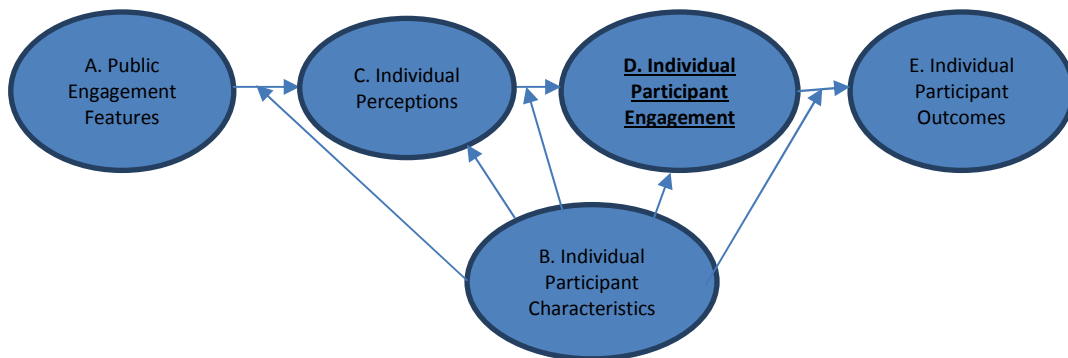 A. Public
Engagement
Features
C. Individual
Perceptions
D. Individual
Participant
Engagement
E. Individual
Participant
Outcomes
B. Individual
Participant
Characteristics